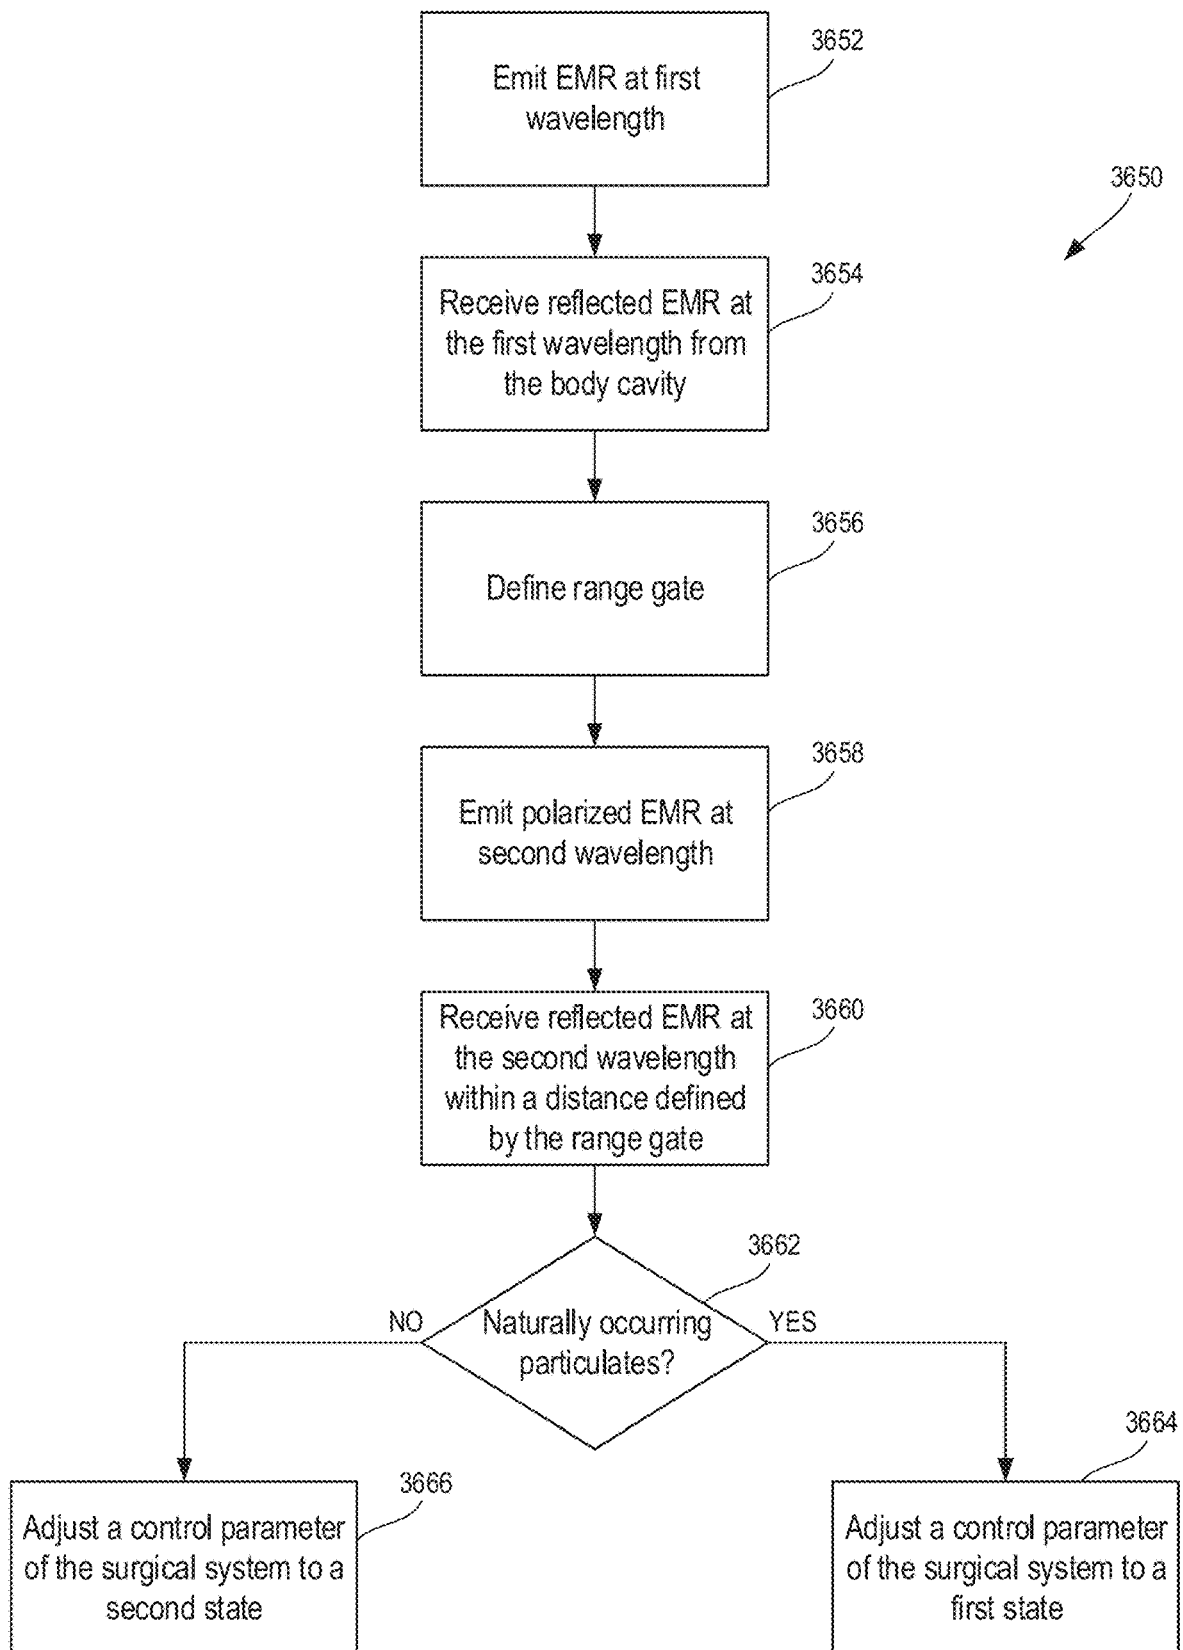 3652
Emit EMR at first
wavelength
3650
3654
Receive reflected EMR at
the first wavelength from
the body cavity
3656
Define range gate
3658
Emit polarized EMR at
second wavelength
3660
Receive reflected EMR at
the second wavelength
within a distance defined
by the range gate
3662
NO
Naturally occurring
particulates?
YES
3666
Adjust a control parameter
of the surgical system to a
second state
3664
Adjust a control parameter
of the surgical system to a
first state